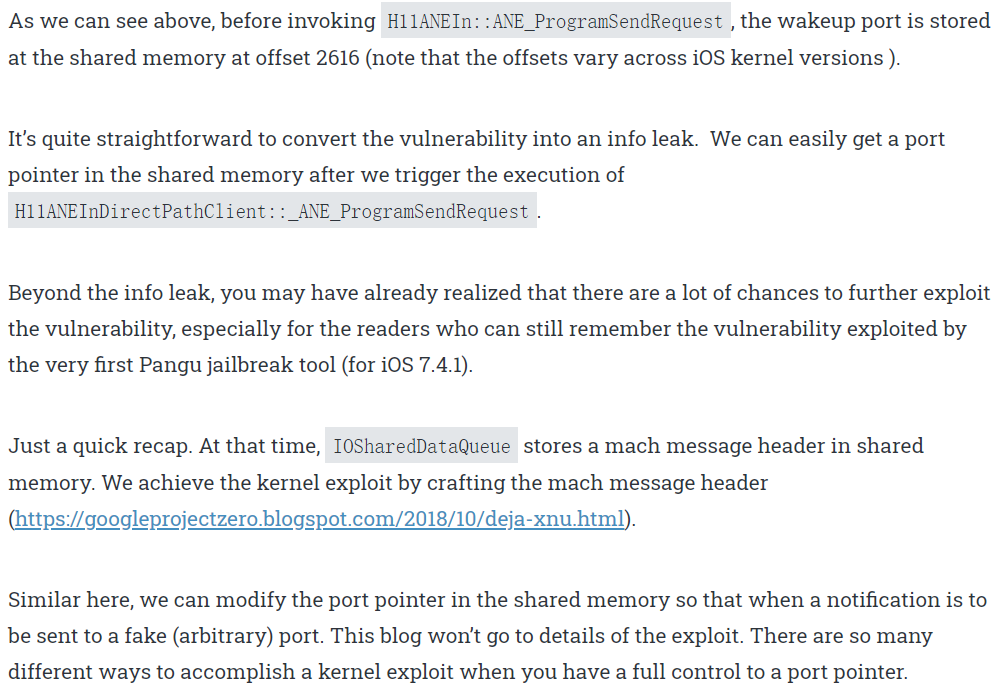 As we can see above, before invoking H11ANEIn::ANE_ProgramSendRequest, the wakeup port is stored
at the shared memory at offset 2616 (note that the offsets vary across iOS kernel versions ).
It’s quite straightforward to convert the vulnerability into an info leak.  We can easily get a port
pointer in the shared memory after we trigger the execution of
H11ANEInDirectPathClient::_ANE_ProgramSendRequest.
Beyond the info leak, you may have already realized that there are a lot of chances to further exploit
the vulnerability, especially for the readers who can still remember the vulnerability exploited by
the very first Pangu jailbreak tool (for iOS 7.4.1).
Just a quick recap. At that time, IOSharedDataQueue stores a mach message header in shared
memory. We achieve the kernel exploit by crafting the mach message header
(https://googleprojectzero.blogspot.com/2018/10/deja-xnu.html).
Similar here, we can modify the port pointer in the shared memory so that when a notification is to
be sent to a fake (arbitrary) port. This blog won’t go to details of the exploit. There are so many
different ways to accomplish a kernel exploit when you have a full control to a port pointer.